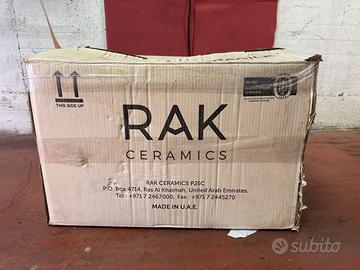 THIS SIDE UP
RAK
CERAMICS
RAK CERAMICS PJSC
P.O. Box 4714, Ras Al Khaimah, United Arab Emirates.
Tel : +971 7 2467000, Fax : +971 7 2445270
MADE IN U.A.E.
subito